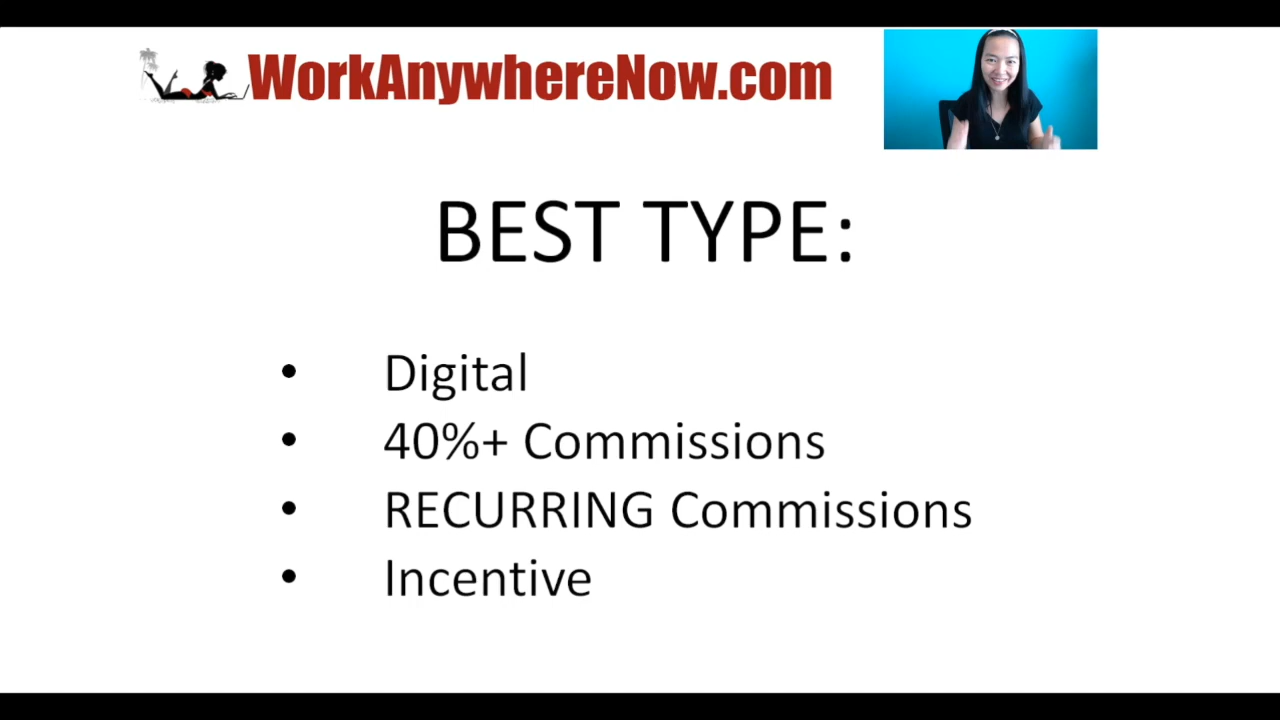 WorkAnywhereNow.com
BEST TYPE:
• Digital
• 40%+ Commissions
• RECURRING Commissions
• Incentive